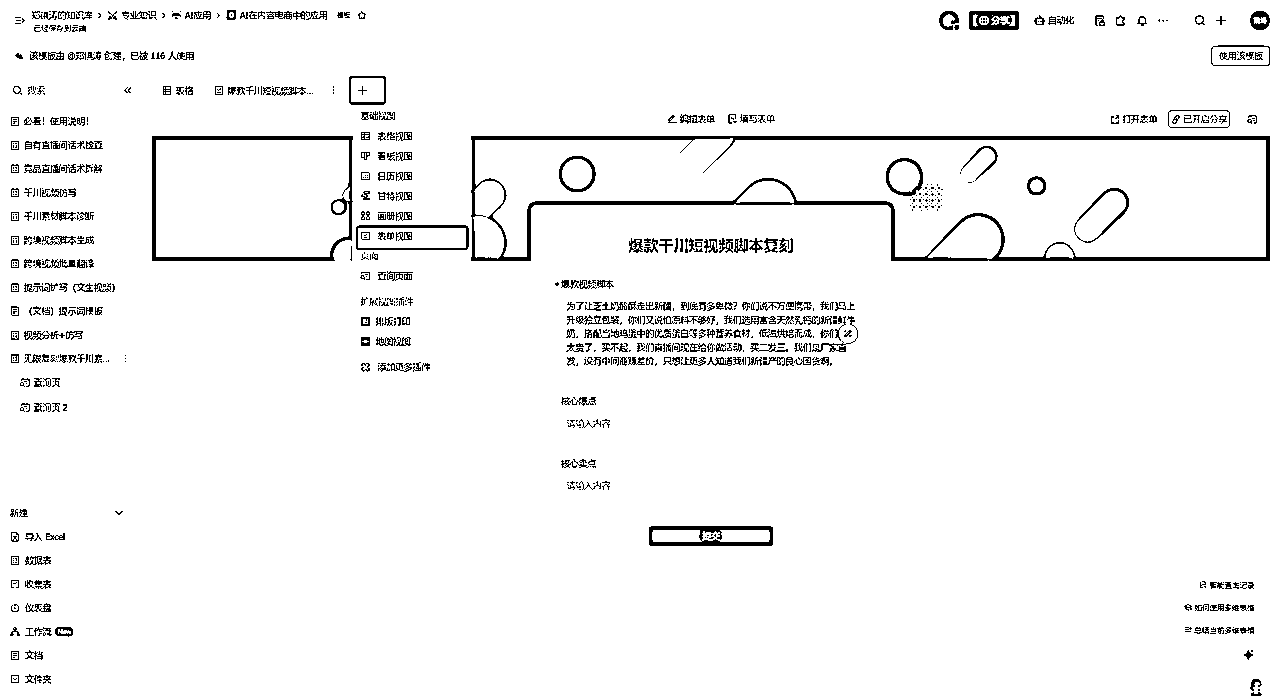 郑锦涛的知识库 > 专业知识 > AI应用 > AI在内容电商中的应用 模板
已经保存到云端
分享
自动化
该模板由 @郑锦涛 创建，已被 116 人使用
使用该模板
搜索
表格
爆款千川短视频脚本...
必看！使用说明！
自有直播间话术检查
竞品直播间话术拆解
千川视频仿写
千川素材脚本诊断
跨境视频脚本生成
跨境视频批量翻译
提示词扩写（文生视频）
（文档）提示词模板
视频分析+仿写
无限复刻爆款千川素...
查询页
查询页 2
新建
导入 Excel
数据表
收集表
仪表盘
工作流 New
文档
文件夹
基础视图
表格视图
看板视图
日历视图
甘特视图
画册视图
表单视图
页面
查询页面
扩展视图插件
排版打印
地图视图
添加更多插件
编辑表单
填写表单
打开表单
已开启分享
爆款千川短视频脚本复刻
* 爆款视频脚本
为了让芝士奶酪酥走出新疆，到底有多卑微？你们说不方便携带，我们马上
升级独立包装，你们又说怕原料不够好，我们选用富含天然乳钙的新疆鲜牛
奶，搭配当地鸡蛋中的优质蛋白等多种营养食材，低温烘焙而成，你们
太贵了，买不起，我们直播间现在给你做活动，买二发三。我们是厂家直
发，没有中间商赚差价，只想让更多人知道我们新疆产的良心国货啊。
核心爆点
请输入内容
核心卖点
请输入内容
提交
智能查询记录
如何使用多维表格
总结当前多维表格